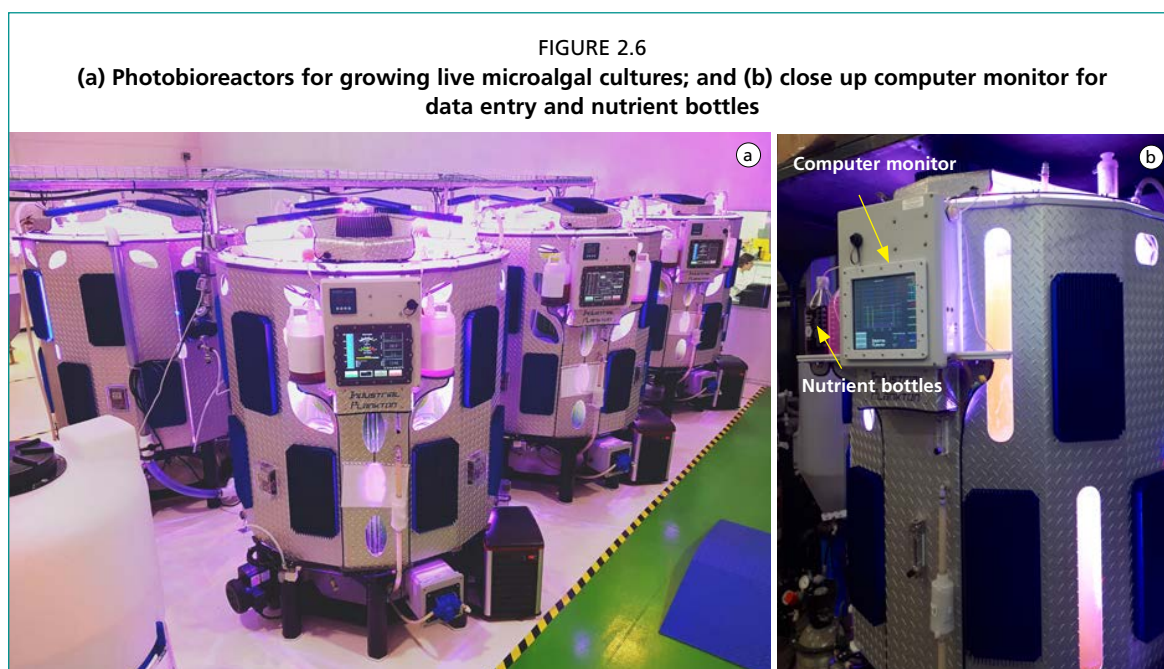 FIGURE 2.6
(a) Photobioreactors for growing live microalgal cultures; and (b) close up computer monitor for
data entry and nutrient bottles
a
INDUSTRIAL
PLANKTON
b
Computer monitor
Nutrient bottles